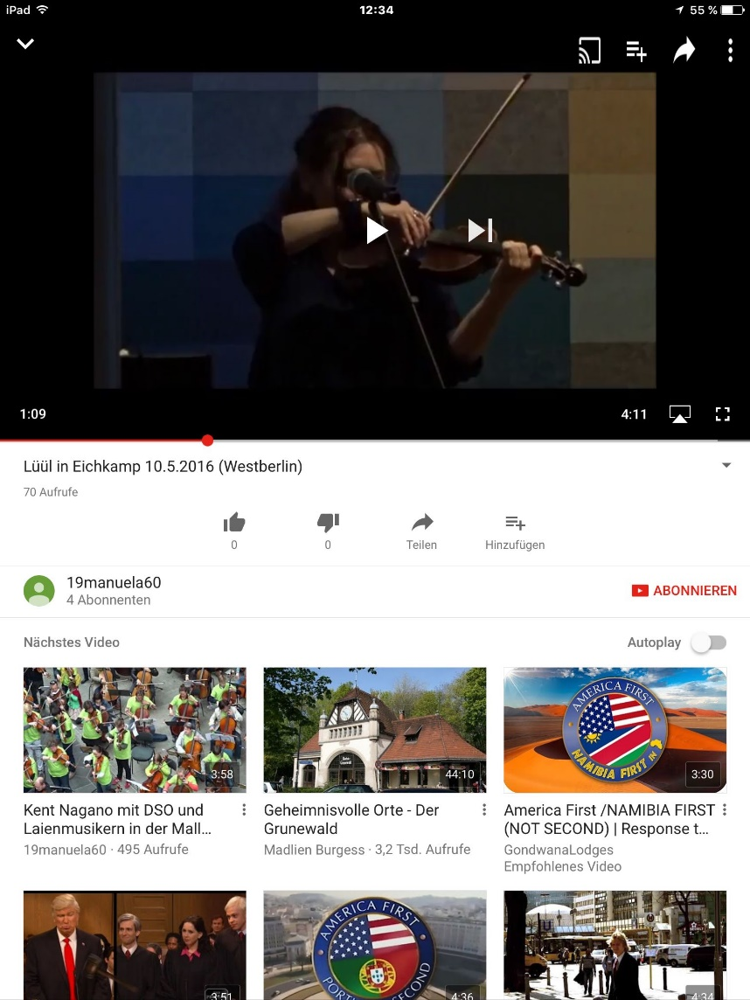 iPad
12:34
55 %
1:09
4:11
Lüül in Eichkamp 10.5.2016 (Westberlin)
70 Aufrufe
0
0
Teilen
Hinzufügen
19manuela60
4 Abonnenten
ABONNIEREN
Nächstes Video
Autoplay
3:58
44:10
AMERICA FIRST
NAMIBIA FIRST IN
3:30
Kent Nagano mit DSO und
Laienmusikern in der Mall...
19manuela60 · 495 Aufrufe
Geheimnisvolle Orte - Der
Grunewald
Madlien Burgess · 3,2 Tsd. Aufrufe
America First /NAMIBIA FIRST
(NOT SECOND) | Response t...
GondwanaLodges
Empfohlenes Video
3:51
AMERICA FIRST
SECOND
4:36
4:34